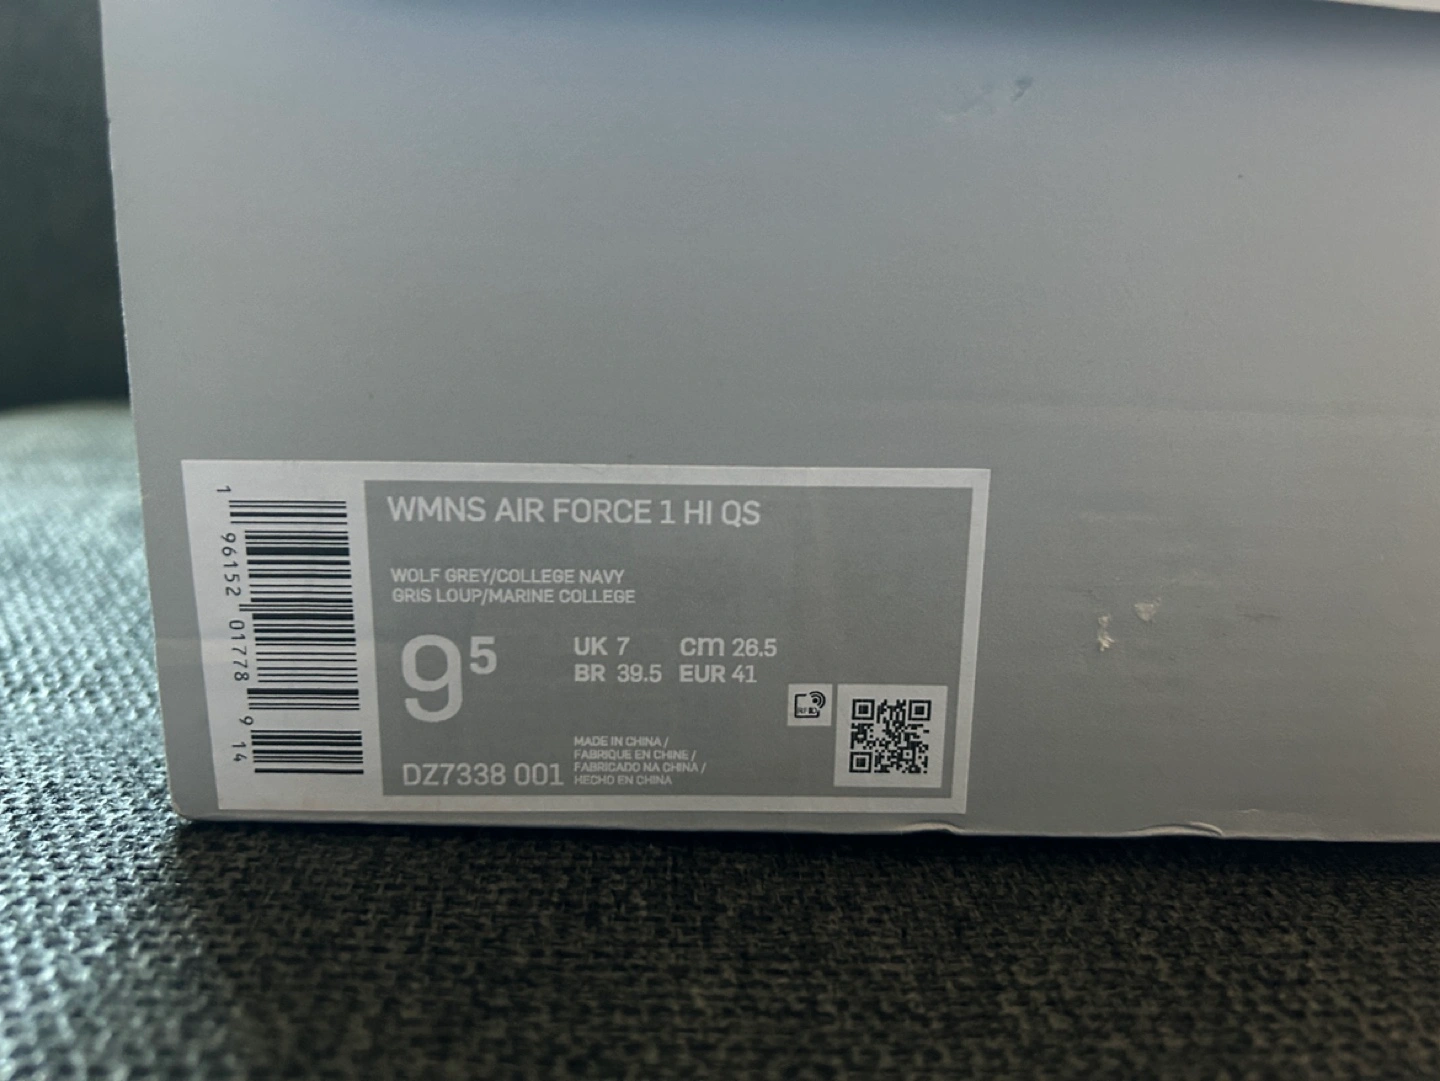 WMNS AIR FORCE 1 HI QS
WOLF GREY/COLLEGE NAVY
GRIS LOUP/MARINE COLLEGE
9⁵
UK 7 cm 26.5
BR 39.5 EUR 41
MADE IN CHINA /
FABRIQUE EN CHINE /
FABRICADO NA CHINA /
HECHO EN CHINA
DZ7338 001
RFID
1 96152 01778 9 14